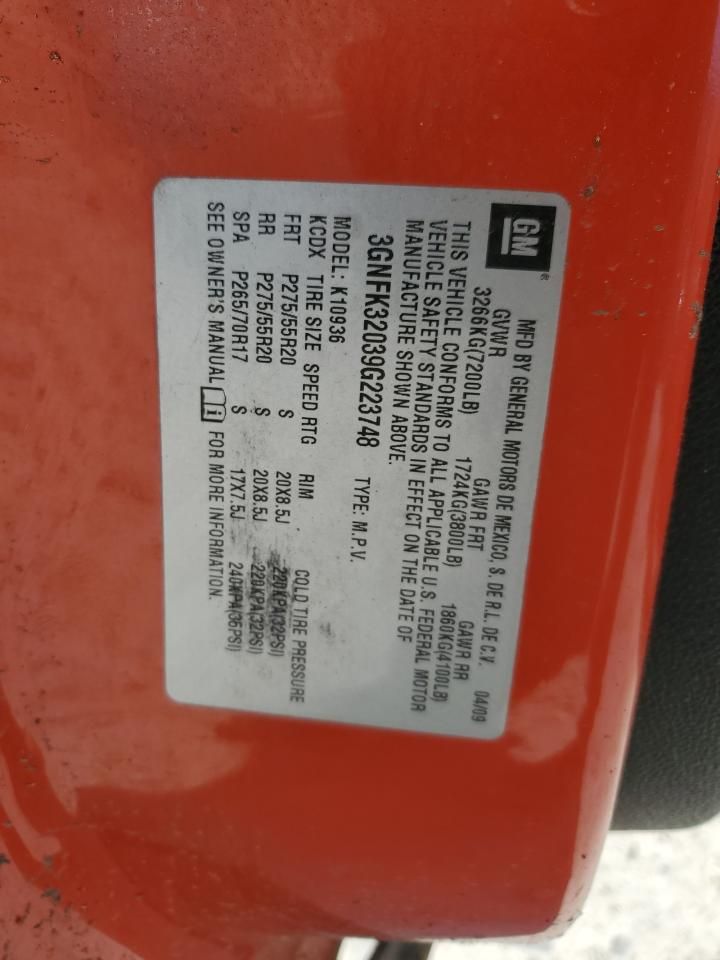 GM ®
MFD BY GENERAL MOTORS DE MEXICO, S. DE R.L. DE C.V. 04/09
GVWR GAWR FRT GAWR RR
3266KG(7200LB) 1724KG(3800LB) 1860KG(4100LB)
THIS VEHICLE CONFORMS TO ALL APPLICABLE U.S. FEDERAL MOTOR
VEHICLE SAFETY STANDARDS IN EFFECT ON THE DATE OF
MANUFACTURE SHOWN ABOVE.
3GNFK32039G223748 TYPE: M.P.V.
MODEL: K10936
KCDX TIRE SIZE SPEED RTG RIM COLD TIRE PRESSURE
FRT P275/55R20 S 20X8.5J 220KPA(32PSI)
RR P275/55R20 S 20X8.5J 220KPA(32PSI)
SPA P265/70R17 S 17X7.5J 240KPA(36PSI)
SEE OWNER'S MANUAL i FOR MORE INFORMATION.